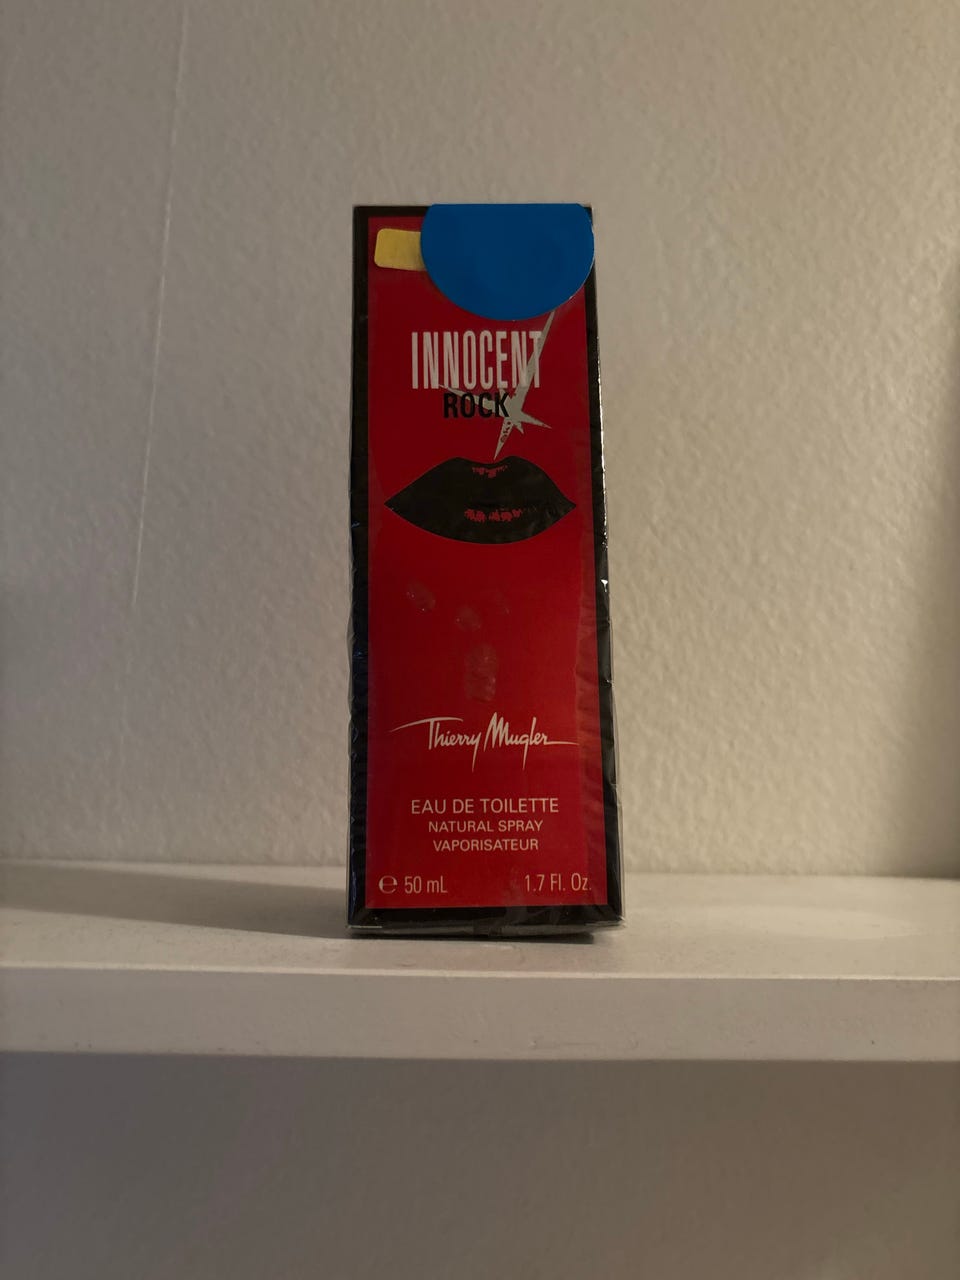 INNOCENT
ROCK
Thierry Mugler
EAU DE TOILETTE
NATURAL SPRAY
VAPORISATEUR
℮ 50 mL 1.7 Fl. Oz.